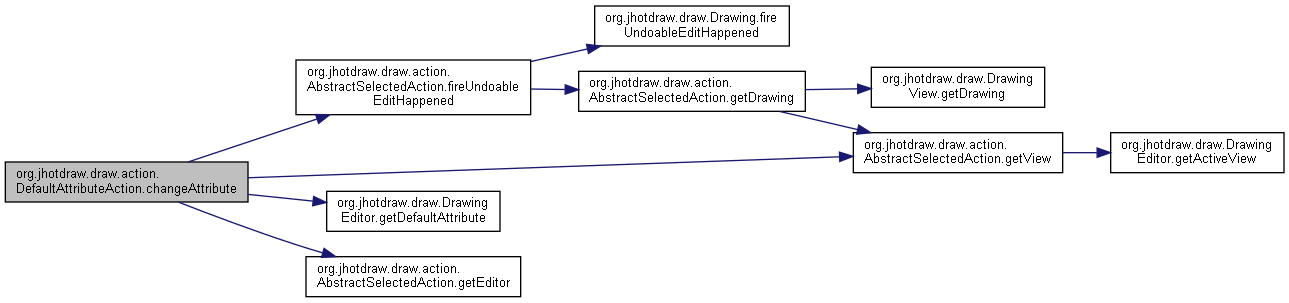 org.jhotdraw.draw.Drawing.fire
UndoableEditHappened
org.jhotdraw.draw.action.
AbstractSelectedAction.fireUndoable
EditHappened
org.jhotdraw.draw.action.
AbstractSelectedAction.getDrawing
org.jhotdraw.draw.Drawing
View.getDrawing
org.jhotdraw.draw.action.
AbstractSelectedAction.getView
org.jhotdraw.draw.Drawing
Editor.getActiveView
org.jhotdraw.draw.action.
DefaultAttributeAction.changeAttribute
org.jhotdraw.draw.Drawing
Editor.getDefaultAttribute
org.jhotdraw.draw.action.
AbstractSelectedAction.getEditor